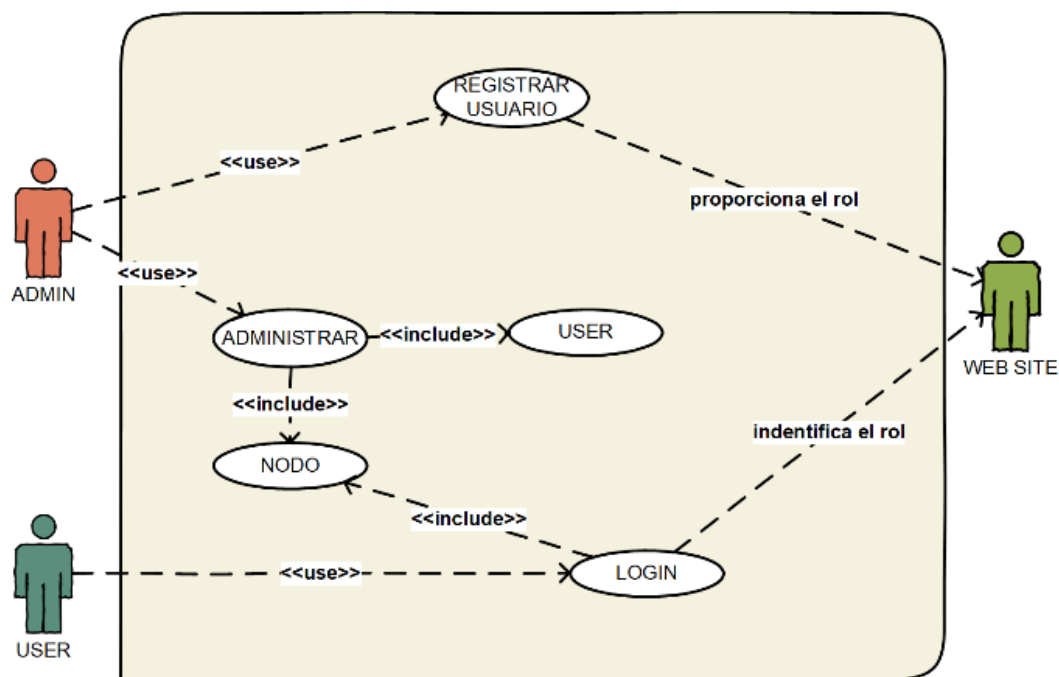 REGISTRAR
USUARIO
<<use>>
proporciona el rol
ADMIN
<<use>>
ADMINISTRAR
<<include>>
USER
WEB SITE
<<include>>
indentifica el rol
NODO
<<include>>
<<use>>
LOGIN
USER